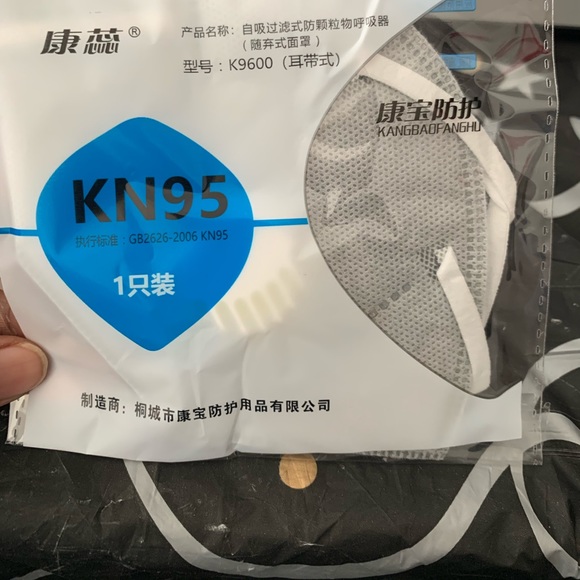 康蕊®
产品名称：自吸过滤式防颗粒物呼吸器
（随弃式面罩）
型号：K9600（耳带式）
康宝防护
KANGBAOFANGHU
KN95
执行标准：GB2626-2006 KN95
1只装
制造商：桐城市康宝防护用品有限公司